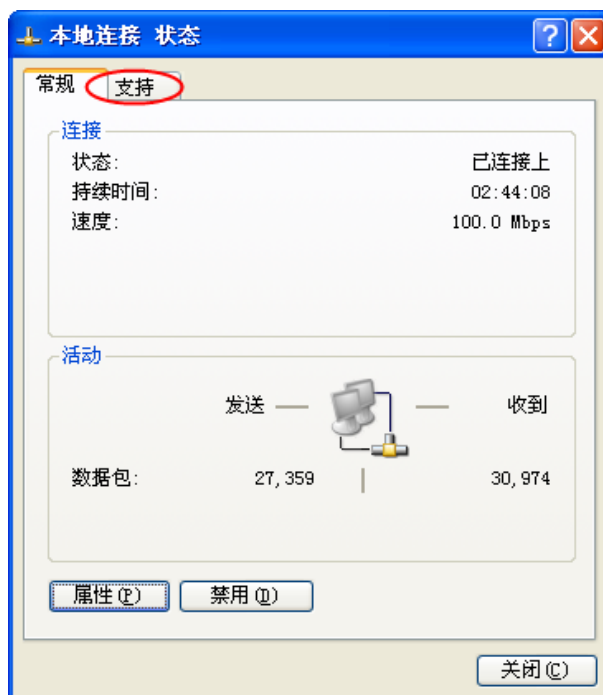 本地连接 状态
常规 支持
连接
状态: 已连接上
持续时间: 02:44:08
速度: 100.0 Mbps
活动
发送 — — 收到
数据包: 27,359 | 30,974
属性(P) 禁用(D)
关闭(C)